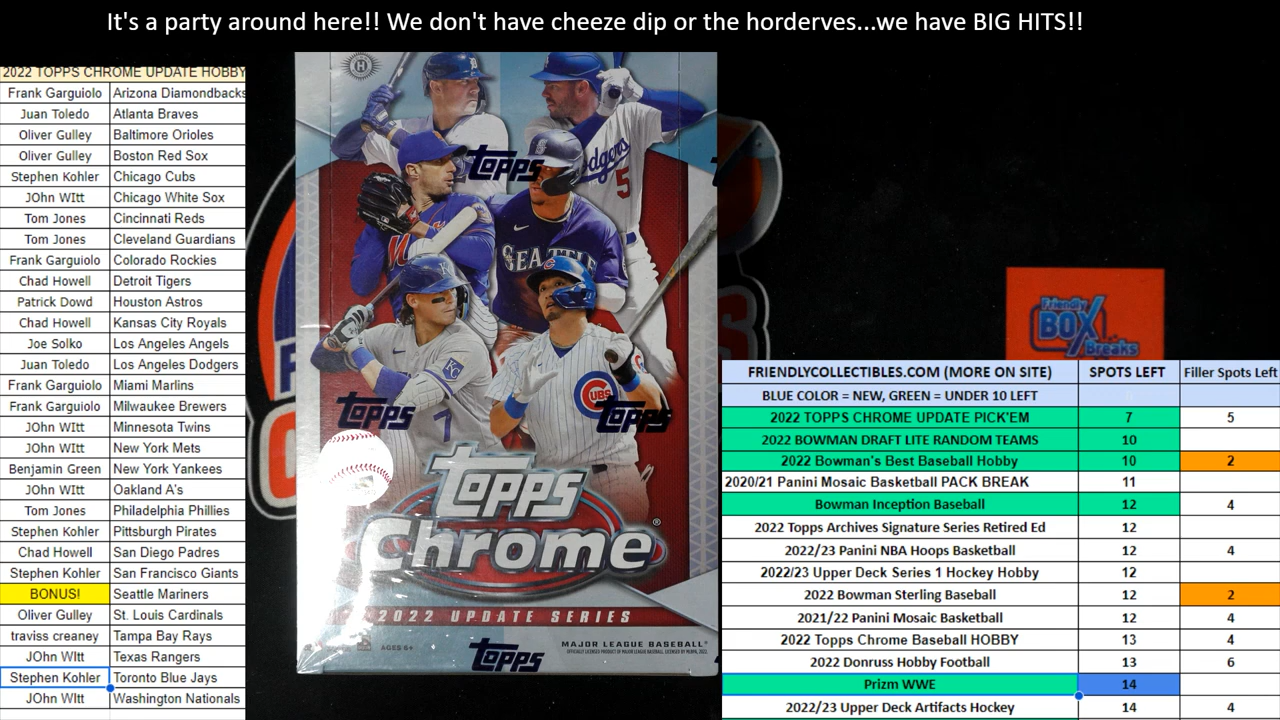 It's a party around here!! We don't have cheeze dip or the horderves...we have BIG HITS!!
2022 TOPPS CHROME UPDATE HOBBY
Frank Garguiolo Arizona Diamondbacks
Juan Toledo Atlanta Braves
Oliver Gulley Baltimore Orioles
Oliver Gulley Boston Red Sox
Stephen Kohler Chicago Cubs
JOhn WItt Chicago White Sox
Tom Jones Cincinnati Reds
Tom Jones Cleveland Guardians
Frank Garguiolo Colorado Rockies
Chad Howell Detroit Tigers
Patrick Dowd Houston Astros
Chad Howell Kansas City Royals
Joe Solko Los Angeles Angels
Juan Toledo Los Angeles Dodgers
Frank Garguiolo Miami Marlins
Frank Garguiolo Milwaukee Brewers
JOhn WItt Minnesota Twins
JOhn WItt New York Mets
Benjamin Green New York Yankees
JOhn WItt Oakland A's
Tom Jones Philadelphia Phillies
Stephen Kohler Pittsburgh Pirates
Chad Howell San Diego Padres
Stephen Kohler San Francisco Giants
BONUS! Seattle Mariners
Oliver Gulley St. Louis Cardinals
traviss creaney Tampa Bay Rays
JOhn WItt Texas Rangers
Stephen Kohler Toronto Blue Jays
JOhn WItt Washington Nationals
H
Topps
dgers
5
M
SEATTLE
KC
7
CUBS
Topps
Topps
Topps
Chrome®
2022 UPDATE SERIES
AGES 6+
Topps
MAJOR LEAGUE BASEBALL
Friendly
BOX
Breaks
FRIENDLYCOLLECTIBLES.COM (MORE ON SITE) SPOTS LEFT Filler Spots Left
BLUE COLOR = NEW, GREEN = UNDER 10 LEFT 0
2022 TOPPS CHROME UPDATE PICK'EM 7 5
2022 BOWMAN DRAFT LITE RANDOM TEAMS 10
2022 Bowman's Best Baseball Hobby 10 2
2020/21 Panini Mosaic Basketball PACK BREAK 11
Bowman Inception Baseball 12 4
2022 Topps Archives Signature Series Retired Ed 12
2022/23 Panini NBA Hoops Basketball 12 4
2022/23 Upper Deck Series 1 Hockey Hobby 12
2022 Bowman Sterling Baseball 12 2
2021/22 Panini Mosaic Basketball 12 4
2022 Topps Chrome Baseball HOBBY 13 4
2022 Donruss Hobby Football 13 6
Prizm WWE 14
2022/23 Upper Deck Artifacts Hockey 14 4